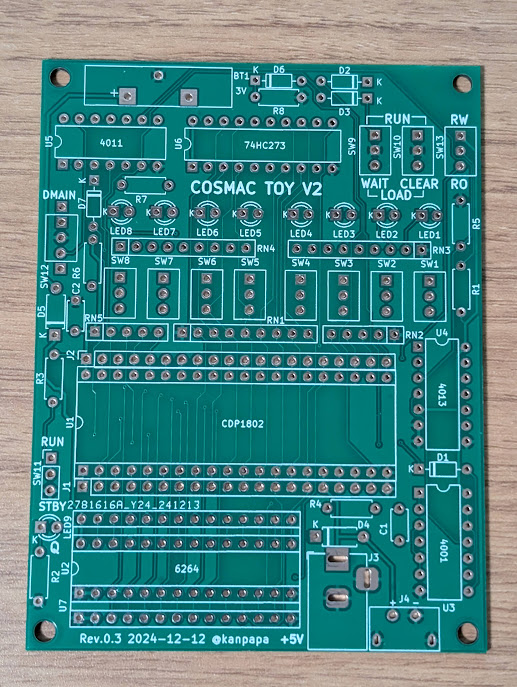 BT1
3V
+
K D6
K D2
R8
K D3
RUN
RW
U5
4011
U6
74HC273
SW9
SW10
SW13
WAIT CLEAR
LOAD
RO
COSMAC TOY V2
K
D7
R7
DMAIN
K K K K K K K K
LED8 LED7 LED6 LED5 LED4 LED3 LED2 LED1
R5
RN4
RN3
SW12
R6
SW8 SW7 SW6 SW5 SW4 SW3 SW2 SW1
R1
C2
D5
K
RN5
RN1
RN2
U4
J2
4013
R3
U1
CDP1802
RUN
SW11
K D1
J1
STBY
2781616A_Y24_241213
R4
K D4
C1
4001
LED9
K
R2
U2
6264
J3
J4
+ -
U7
U3
Rev.0.3 2024-12-12 @kanpapa +5V